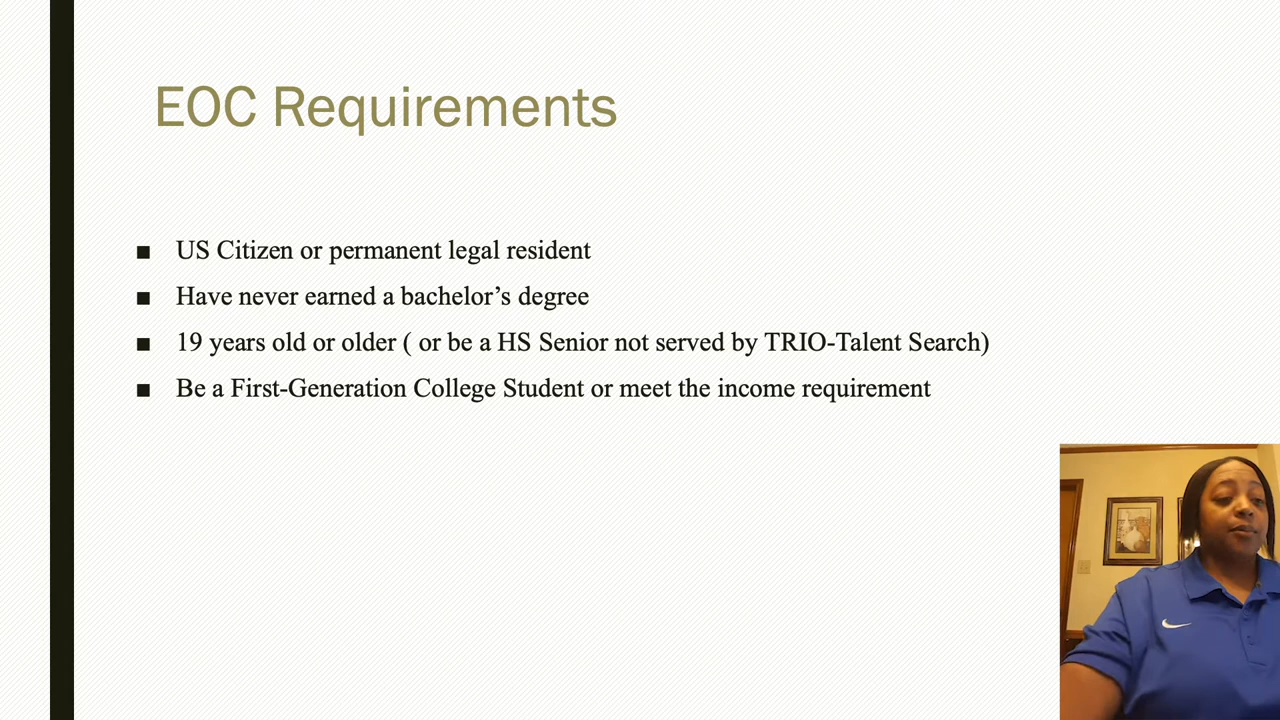 EOC Requirements
■ US Citizen or permanent legal resident
■ Have never earned a bachelor’s degree
■ 19 years old or older ( or be a HS Senior not served by TRIO-Talent Search)
■ Be a First-Generation College Student or meet the income requirement